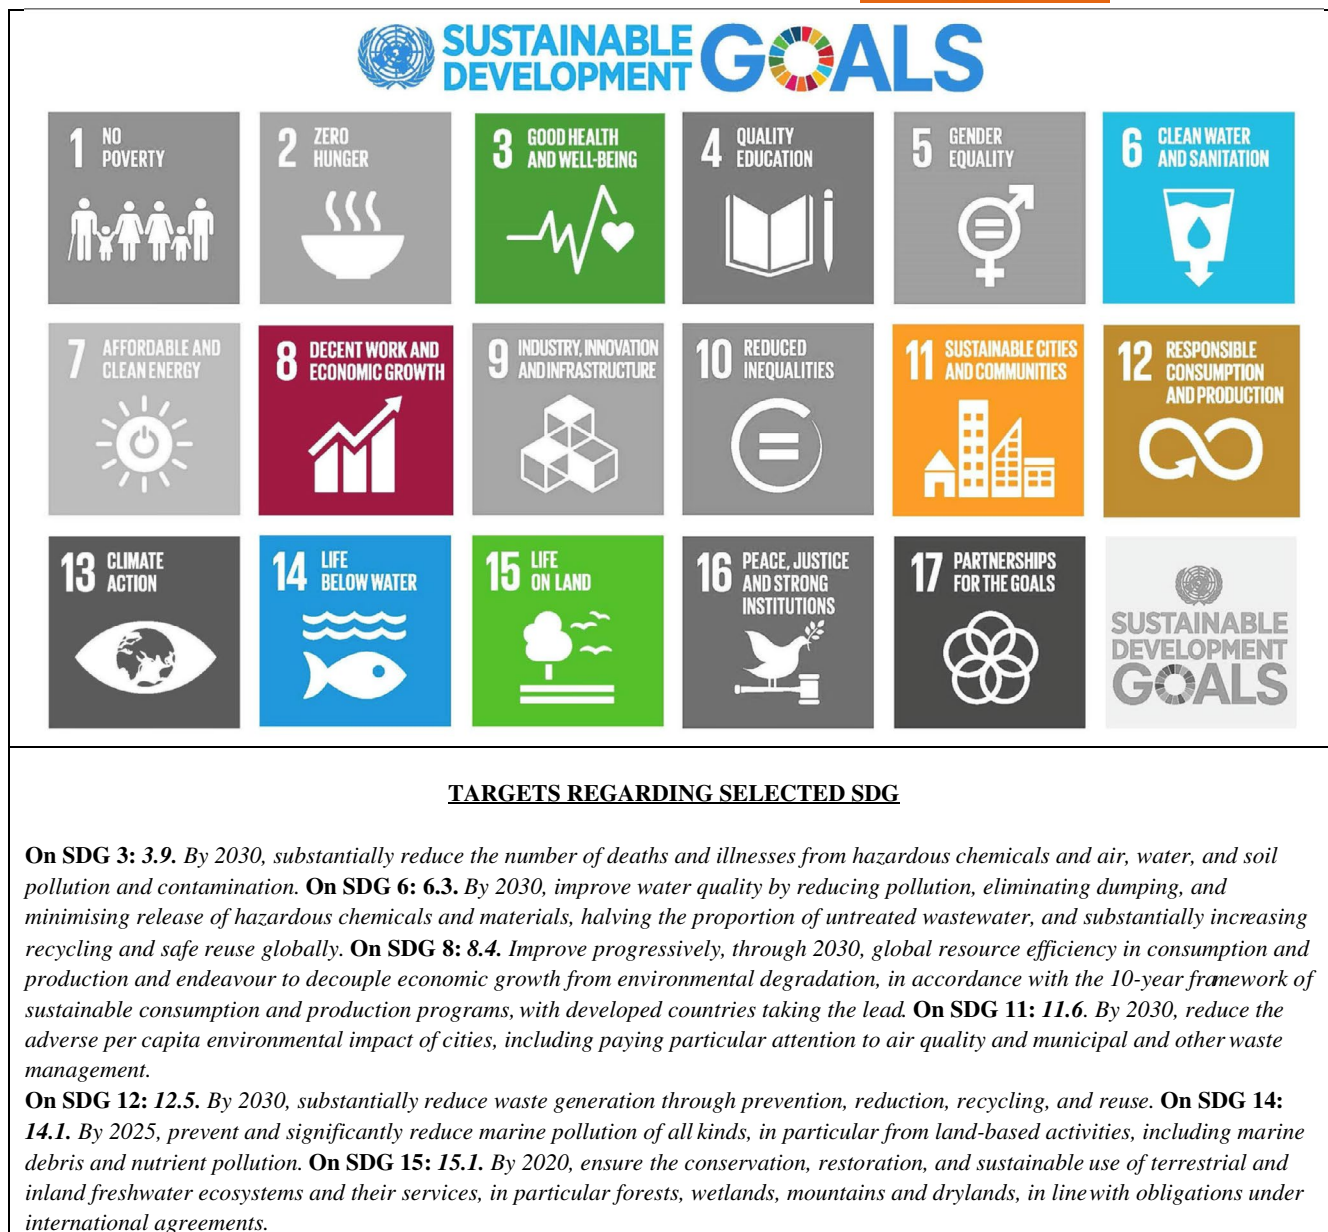 SUSTAINABLE
DEVELOPMENT
GOALS
1 NO
POVERTY
2 ZERO
HUNGER
3 GOOD HEALTH
AND WELL-BEING
4 QUALITY
EDUCATION
5 GENDER
EQUALITY
6 CLEAN WATER
AND SANITATION
7 AFFORDABLE AND
CLEAN ENERGY
8 DECENT WORK AND
ECONOMIC GROWTH
9 INDUSTRY, INNOVATION
AND INFRASTRUCTURE
10 REDUCED
INEQUALITIES
11 SUSTAINABLE CITIES
AND COMMUNITIES
12 RESPONSIBLE
CONSUMPTION
AND PRODUCTION
13 CLIMATE
ACTION
14 LIFE
BELOW WATER
15 LIFE
ON LAND
16 PEACE, JUSTICE
AND STRONG
INSTITUTIONS
17 PARTNERSHIPS
FOR THE GOALS
SUSTAINABLE
DEVELOPMENT
GOALS
TARGETS REGARDING SELECTED SDG
On SDG 3: 3.9. By 2030, substantially reduce the number of deaths and illnesses from hazardous chemicals and air, water, and soil
pollution and contamination. On SDG 6: 6.3. By 2030, improve water quality by reducing pollution, eliminating dumping, and
minimising release of hazardous chemicals and materials, halving the proportion of untreated wastewater, and substantially increasing
recycling and safe reuse globally. On SDG 8: 8.4. Improve progressively, through 2030, global resource efficiency in consumption and
production and endeavour to decouple economic growth from environmental degradation, in accordance with the 10-year framework of
sustainable consumption and production programs, with developed countries taking the lead. On SDG 11: 11.6. By 2030, reduce the
adverse per capita environmental impact of cities, including paying particular attention to air quality and municipal and other waste
management.
On SDG 12: 12.5. By 2030, substantially reduce waste generation through prevention, reduction, recycling, and reuse. On SDG 14:
14.1. By 2025, prevent and significantly reduce marine pollution of all kinds, in particular from land-based activities, including marine
debris and nutrient pollution. On SDG 15: 15.1. By 2020, ensure the conservation, restoration, and sustainable use of terrestrial and
inland freshwater ecosystems and their services, in particular forests, wetlands, mountains and drylands, in line with obligations under
international agreements.